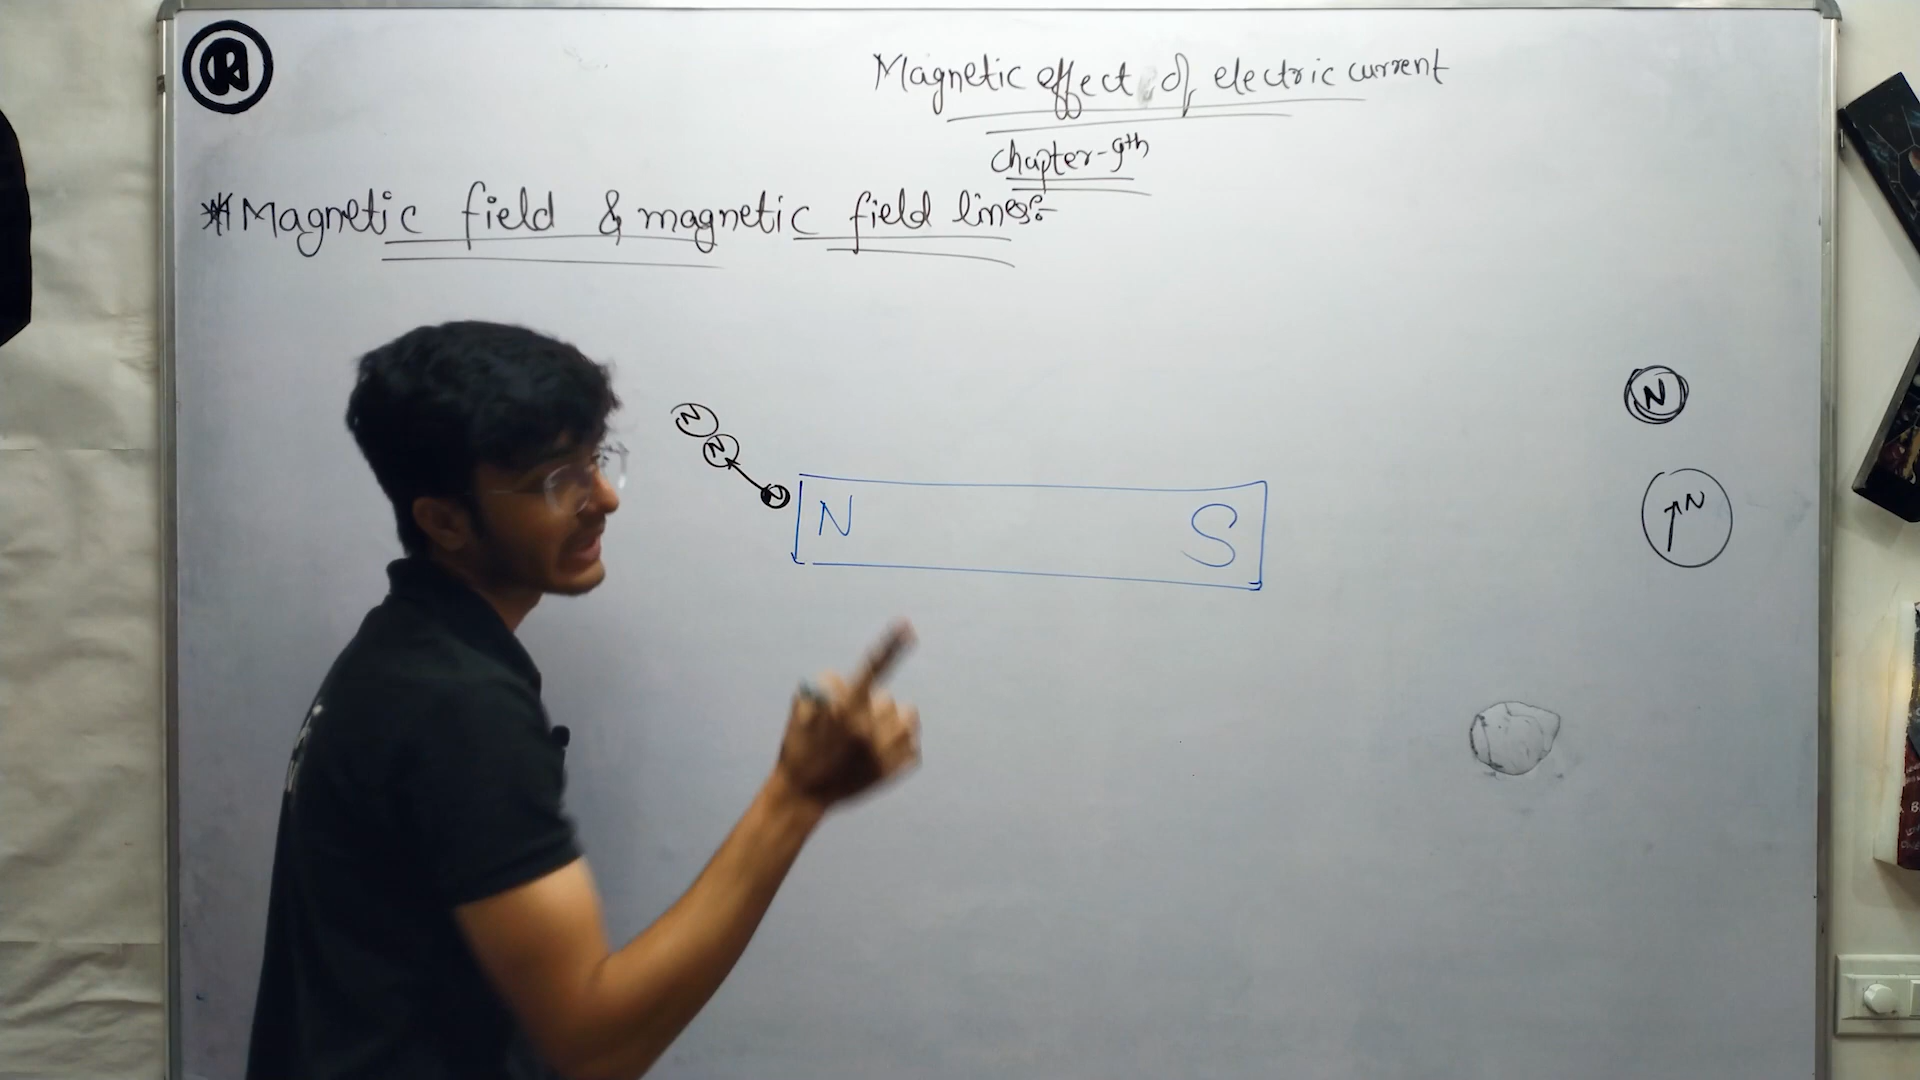 R
Magnetic effect of electric current
Chapter-9th
*Magnetic field & magnetic field lines:-
N
N
N
N
N
N S